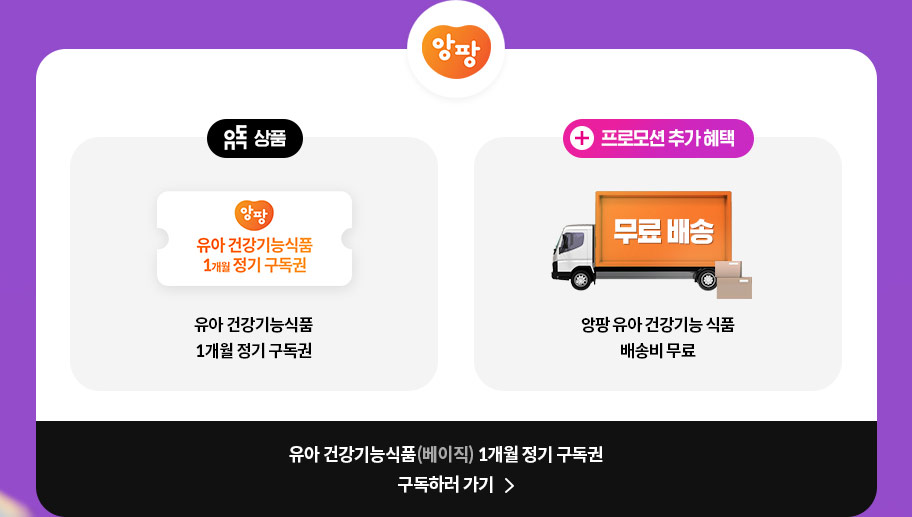 앙팡
유독 상품
프로모션 추가 혜택
앙팡
유아 건강기능식품
1개월 정기 구독권
무료 배송
유아 건강기능식품
1개월 정기 구독권
앙팡 유아 건강기능 식품
배송비 무료
유아 건강기능식품(베이직) 1개월 정기 구독권
구독하러 가기 >